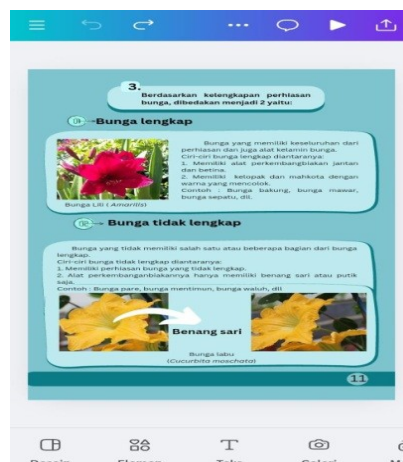 3.
Berdasarkan kelengkapan perhiasan
bunga, dibedakan menjadi 2 yaitu:
Bunga lengkap
Bunga yang memiliki keseluruhan dari
perhiasan dan juga alat kelamin bunga.
Ciri-ciri bunga lengkap diantaranya:
1. Memiliki alat perkembangbiakan jantan
dan betina.
2. Memiliki kelopak dan mahkota dengan
warna yang mencolok.
Contoh : Bunga bakung, bunga mawar,
bunga sepatu, dll.
Bunga Lili ( Amarilis)
Bunga tidak lengkap
Bunga yang tidak memiliki salah satu atau beberapa bagian dari bunga
lengkap.
Ciri-ciri bunga tidak lengkap diantaranya:
1. Memiliki perhiasan bunga yang tidak lengkap.
2. Alat perkembanganbiakannya hanya memiliki benang sari atau putik
saja.
Contoh : Bunga pare, bunga mentimun, bunga waluh, dll
Benang sari
Bunga labu
(Cucurbita moschata)
11